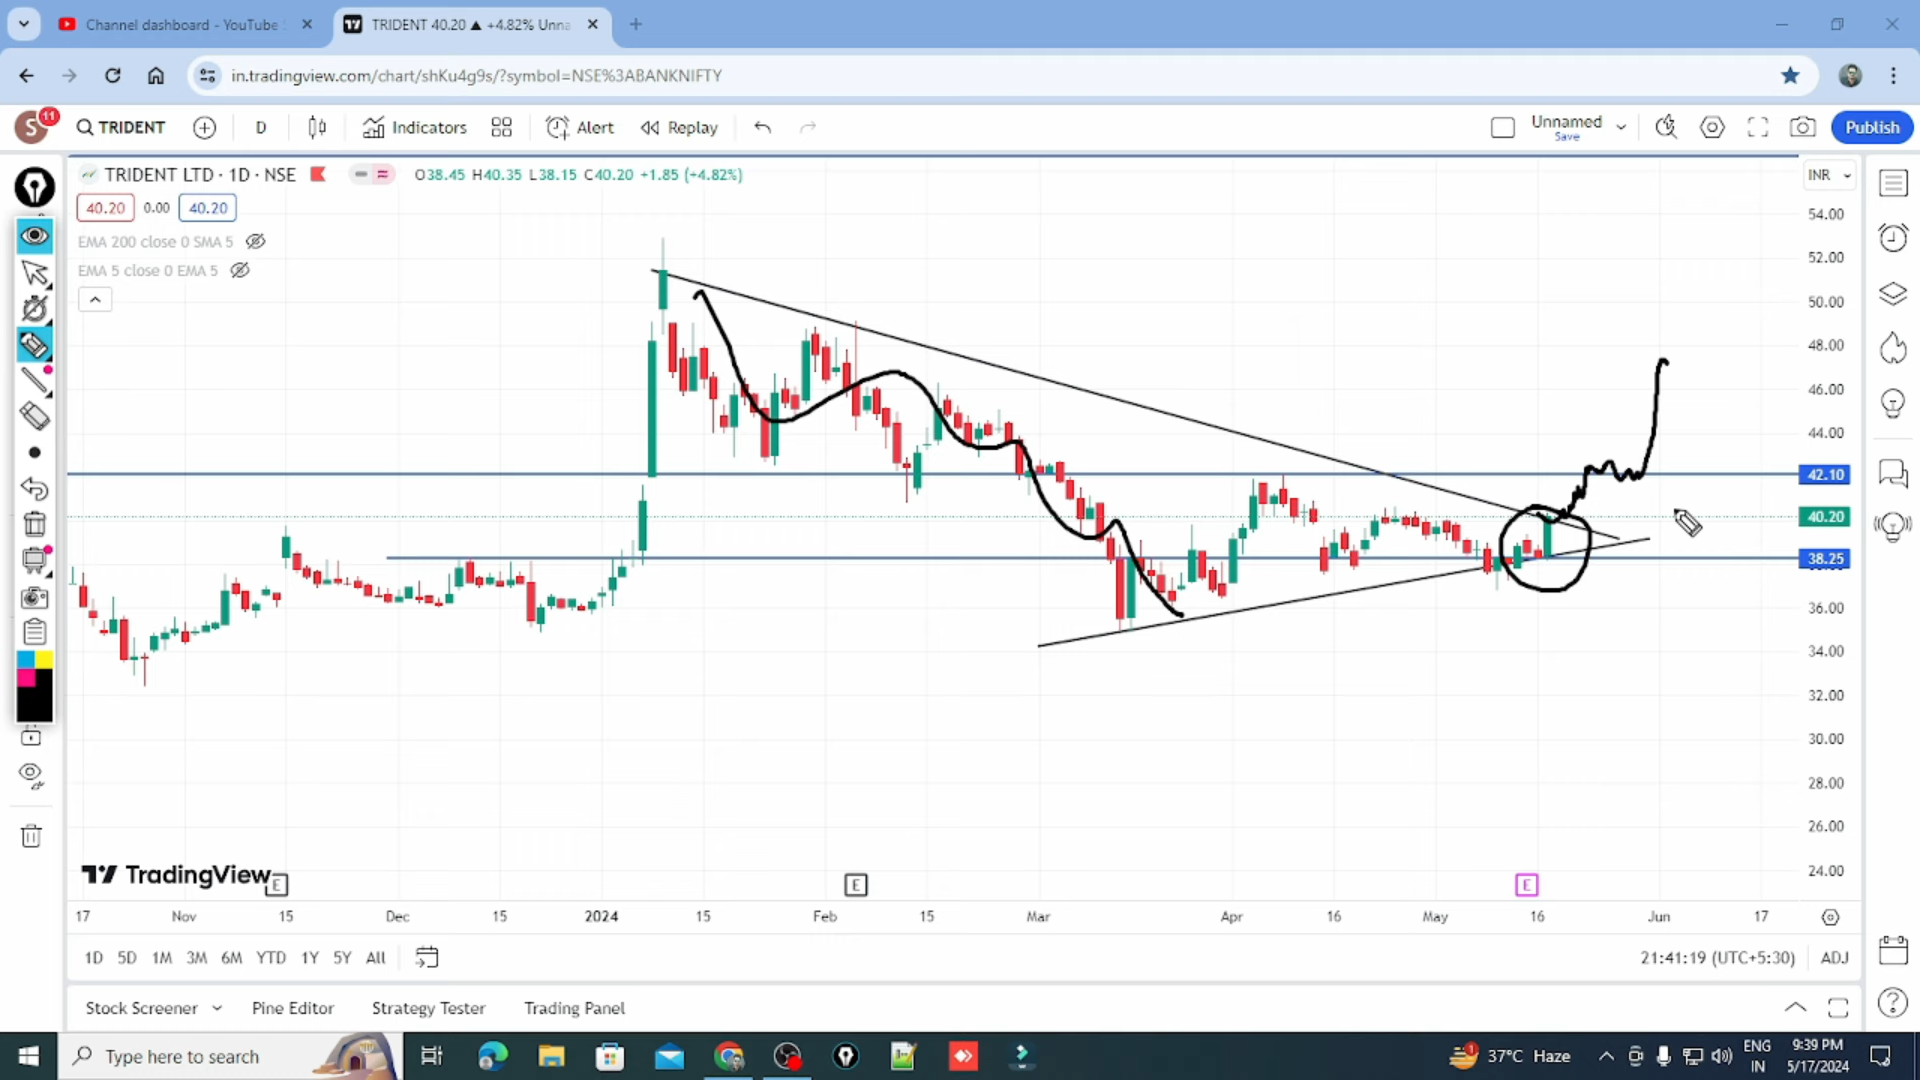 Channel dashboard - YouTube
TRIDENT 40.20 ▲ +4.82% Unna
in.tradingview.com/chart/shKu4g9s/?symbol=NSE%3ABANKNIFTY
S
11
TRIDENT
D
Indicators
Alert
Replay
Unnamed
Save
Publish
TRIDENT LTD · 1D · NSE
O38.45 H40.35 L38.15 C40.20 +1.85 (+4.82%)
INR
40.20 0.00 40.20
EMA 200 close 0 SMA 5
EMA 5 close 0 EMA 5
54.00
52.00
50.00
48.00
46.00
44.00
42.10
40.20
38.25
36.00
34.00
32.00
30.00
28.00
26.00
24.00
TradingView
E
E
E
17 Nov 15 Dec 15 2024 15 Feb 15 Mar Apr 16 May 16 Jun 17
1D 5D 1M 3M 6M YTD 1Y 5Y All
21:41:19 (UTC+5:30) ADJ
Stock Screener Pine Editor Strategy Tester Trading Panel
Type here to search
37°C Haze
ENG
IN
9:39 PM
5/17/2024